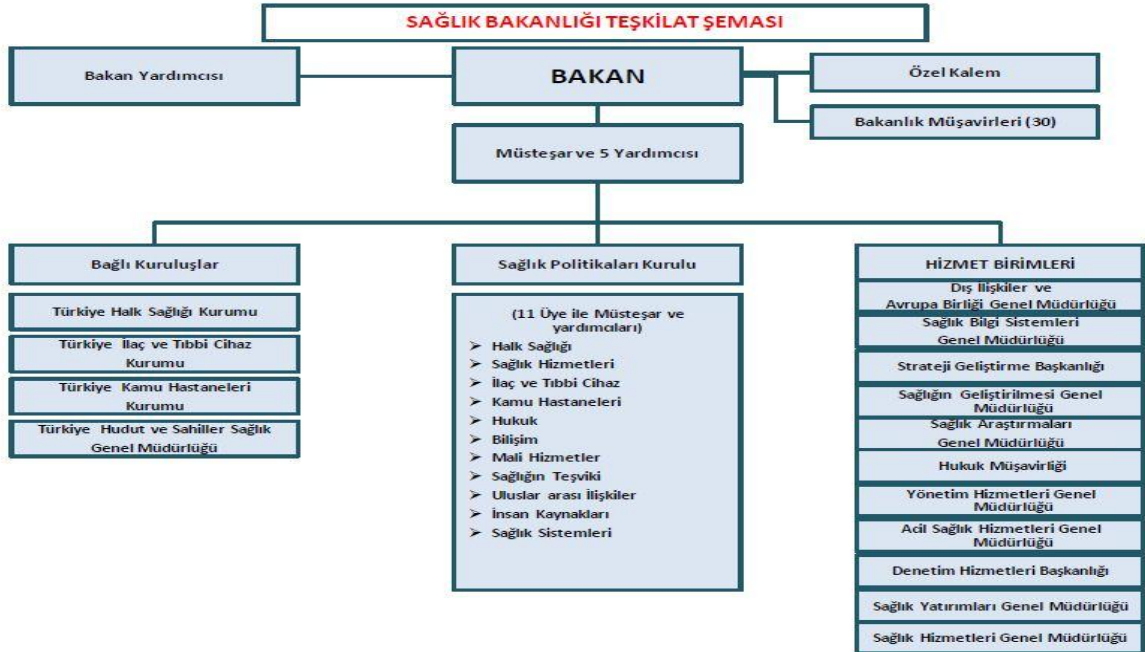 SAĞLIK BAKANLIĞI TEŞKİLAT ŞEMASI
Bakan Yardımcısı
BAKAN
Özel Kalem
Bakanlık Müşavirleri (30)
Müsteşar ve 5 Yardımcısı
Bağlı Kuruluşlar
Türkiye Halk Sağlığı Kurumu
Türkiye İlaç ve Tıbbi Cihaz
Kurumu
Türkiye Kamu Hastaneleri
Kurumu
Türkiye Hudut ve Sahiller Sağlık
Genel Müdürlüğü
Sağlık Politikaları Kurulu
(11 Üye ile Müsteşar ve
yardımcıları)
➢ Halk Sağlığı
➢ Sağlık Hizmetleri
➢ İlaç ve Tıbbi Cihaz
➢ Kamu Hastaneleri
➢ Hukuk
➢ Bilişim
➢ Mali Hizmetler
➢ Sağlığın Teşviki
➢ Uluslar arası İlişkiler
➢ İnsan Kaynakları
➢ Sağlık Sistemleri
HİZMET BİRİMLERİ
Dış İlişkiler ve
Avrupa Birliği Genel Müdürlüğü
Sağlık Bilgi Sistemleri
Genel Müdürlüğü
Strateji Geliştirme Başkanlığı
Sağlığın Geliştirilmesi Genel
Müdürlüğü
Sağlık Araştırmaları
Genel Müdürlüğü
Hukuk Müşavirliği
Yönetim Hizmetleri Genel
Müdürlüğü
Acil Sağlık Hizmetleri Genel
Müdürlüğü
Denetim Hizmetleri Başkanlığı
Sağlık Yatırımları Genel Müdürlüğü
Sağlık Hizmetleri Genel Müdürlüğü